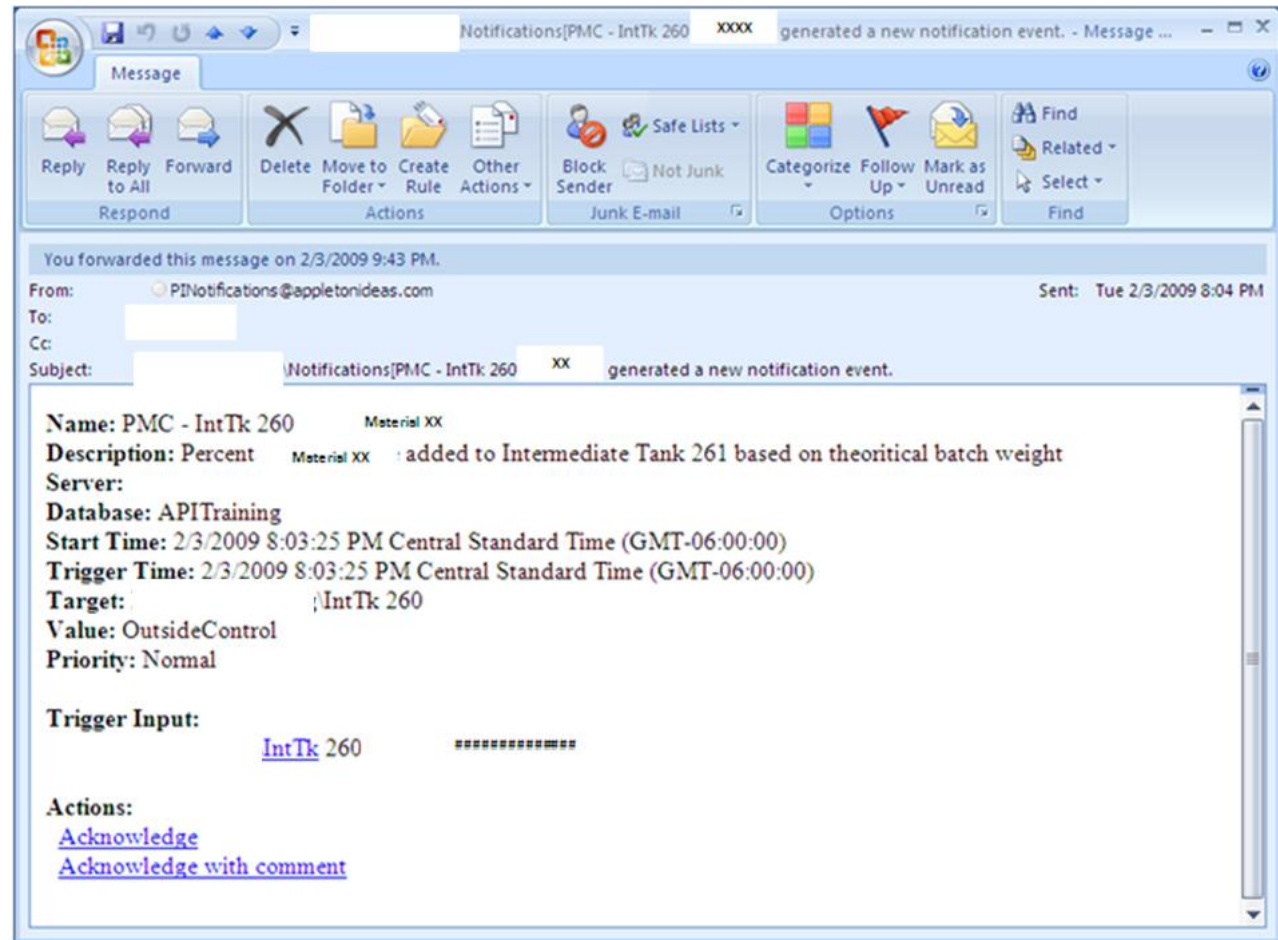 Notifications[PMC - IntTk 260 XXXX generated a new notification event. - Message ...
Message
Reply
Reply to All
Forward
Delete
Move to Folder
Create Rule
Other Actions
Block Sender
Safe Lists
Not Junk
Categorize
Follow Up
Mark as Unread
Find
Related
Select
Respond
Actions
Junk E-mail
Options
Find
You forwarded this message on 2/3/2009 9:43 PM.
From: PINotifications@appletonideas.com Sent: Tue 2/3/2009 8:04 PM
To:
Cc:
Subject: \Notifications[PMC - IntTk 260 XX generated a new notification event.
Name: PMC - IntTk 260 Material XX
Description: Percent Material XX added to Intermediate Tank 261 based on theoritical batch weight
Server:
Database: APITraining
Start Time: 2/3/2009 8:03:25 PM Central Standard Time (GMT-06:00:00)
Trigger Time: 2/3/2009 8:03:25 PM Central Standard Time (GMT-06:00:00)
Target: \IntTk 260
Value: OutsideControl
Priority: Normal
Trigger Input:
IntTk 260 ##############
Actions:
Acknowledge
Acknowledge with comment